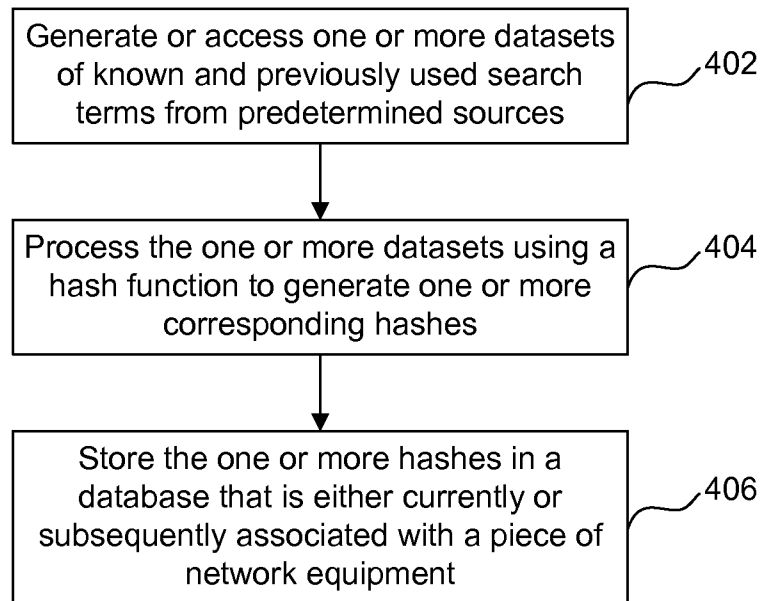 Generate or access one or more datasets
of known and previously used search
terms from predetermined sources
402
Process the one or more datasets using a
hash function to generate one or more
corresponding hashes
404
Store the one or more hashes in a
database that is either currently or
subsequently associated with a piece of
network equipment
406